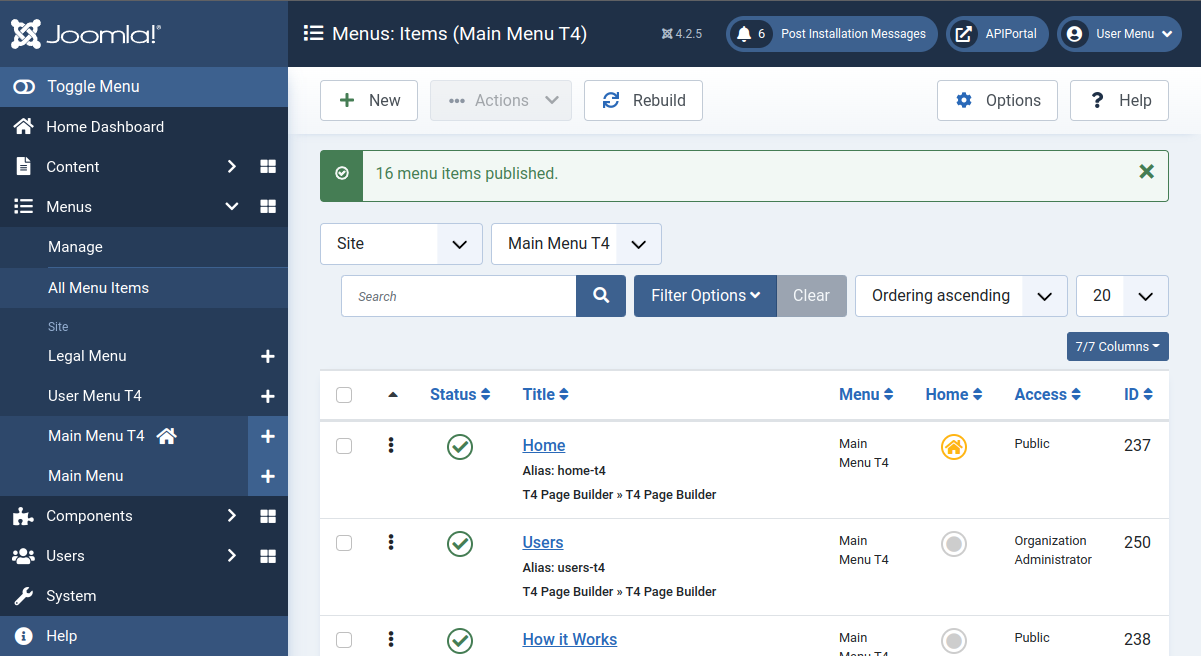 Joomla!
Menus: Items (Main Menu T4)
4.2.5
6
Post Installation Messages
APIPortal
User Menu
Toggle Menu
Home Dashboard
Content
Menus
Manage
All Menu Items
Site
Legal Menu
User Menu T4
Main Menu T4
Main Menu
Components
Users
System
Help
New
Actions
Rebuild
Options
? Help
16 menu items published.
Site
Main Menu T4
Search
Filter Options
Clear
Ordering ascending
20
7/7 Columns
Status
Title
Menu
Home
Access
ID
Home
Alias: home-t4
T4 Page Builder » T4 Page Builder
Main
Menu T4
Public
237
Users
Alias: users-t4
T4 Page Builder » T4 Page Builder
Main
Menu T4
Organization
Administrator
250
How it Works
Main
Menu T4
Public
238